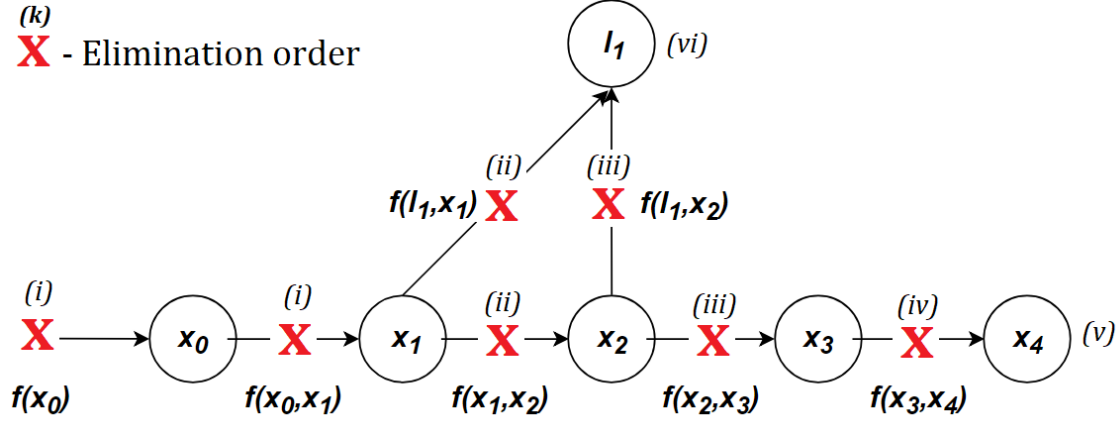 (k)
X - Elimination order
l1 (vi)
(ii) (iii)
f(l1,x1) X X f(l1,x2)
(i) (i) (ii) (iii) (iv)
X x0 X x1 X x2 X x3 X x4 (v)
f(x0) f(x0,x1) f(x1,x2) f(x2,x3) f(x3,x4)